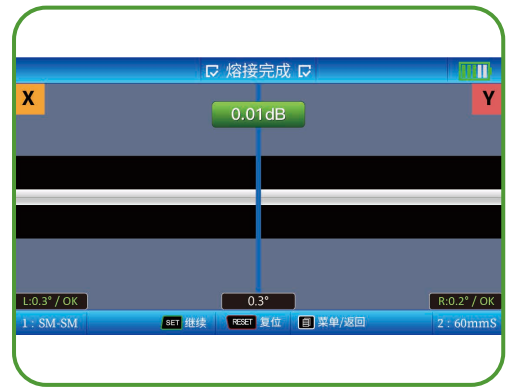 熔接完成
X
Y
0.01dB
L:0.3° / OK
0.3°
R:0.2° / OK
1 : SM-SM
SET 继续
RESET 复位
菜单/返回
2 : 60mmS